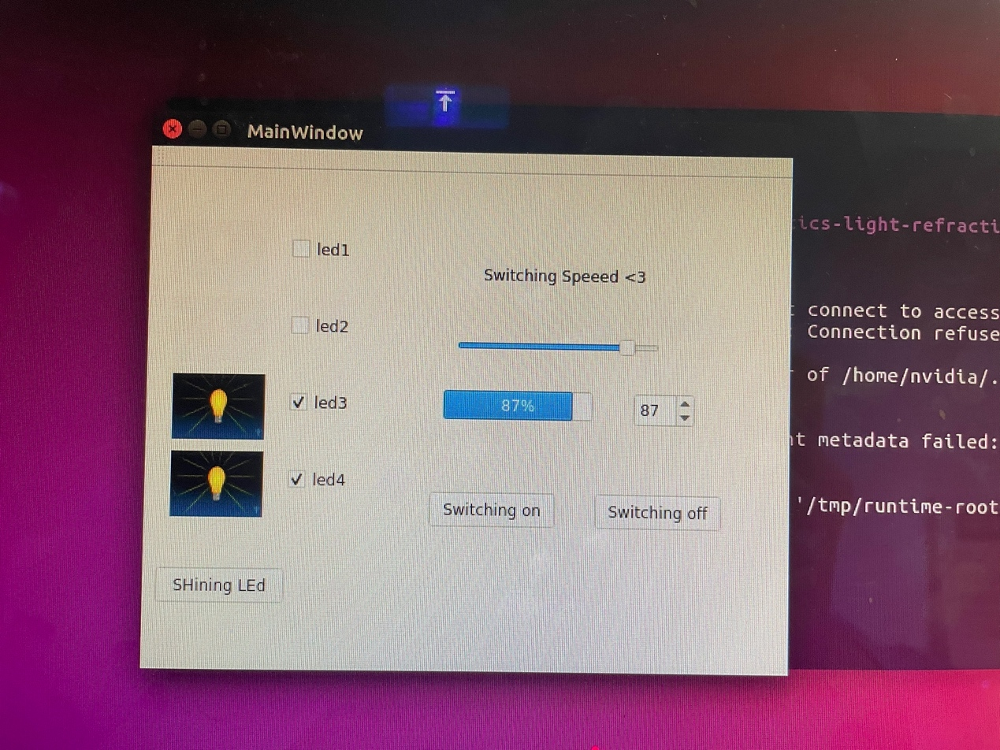 MainWindow
led1
Switching Speeed <3
led2
led3
87%
87
led4
Switching on
Switching off
SHining LEd
ics-light-refracti
connect to access
Connection refuse
of /home/nvidia/.
t metadata failed:
'/tmp/runtime-root